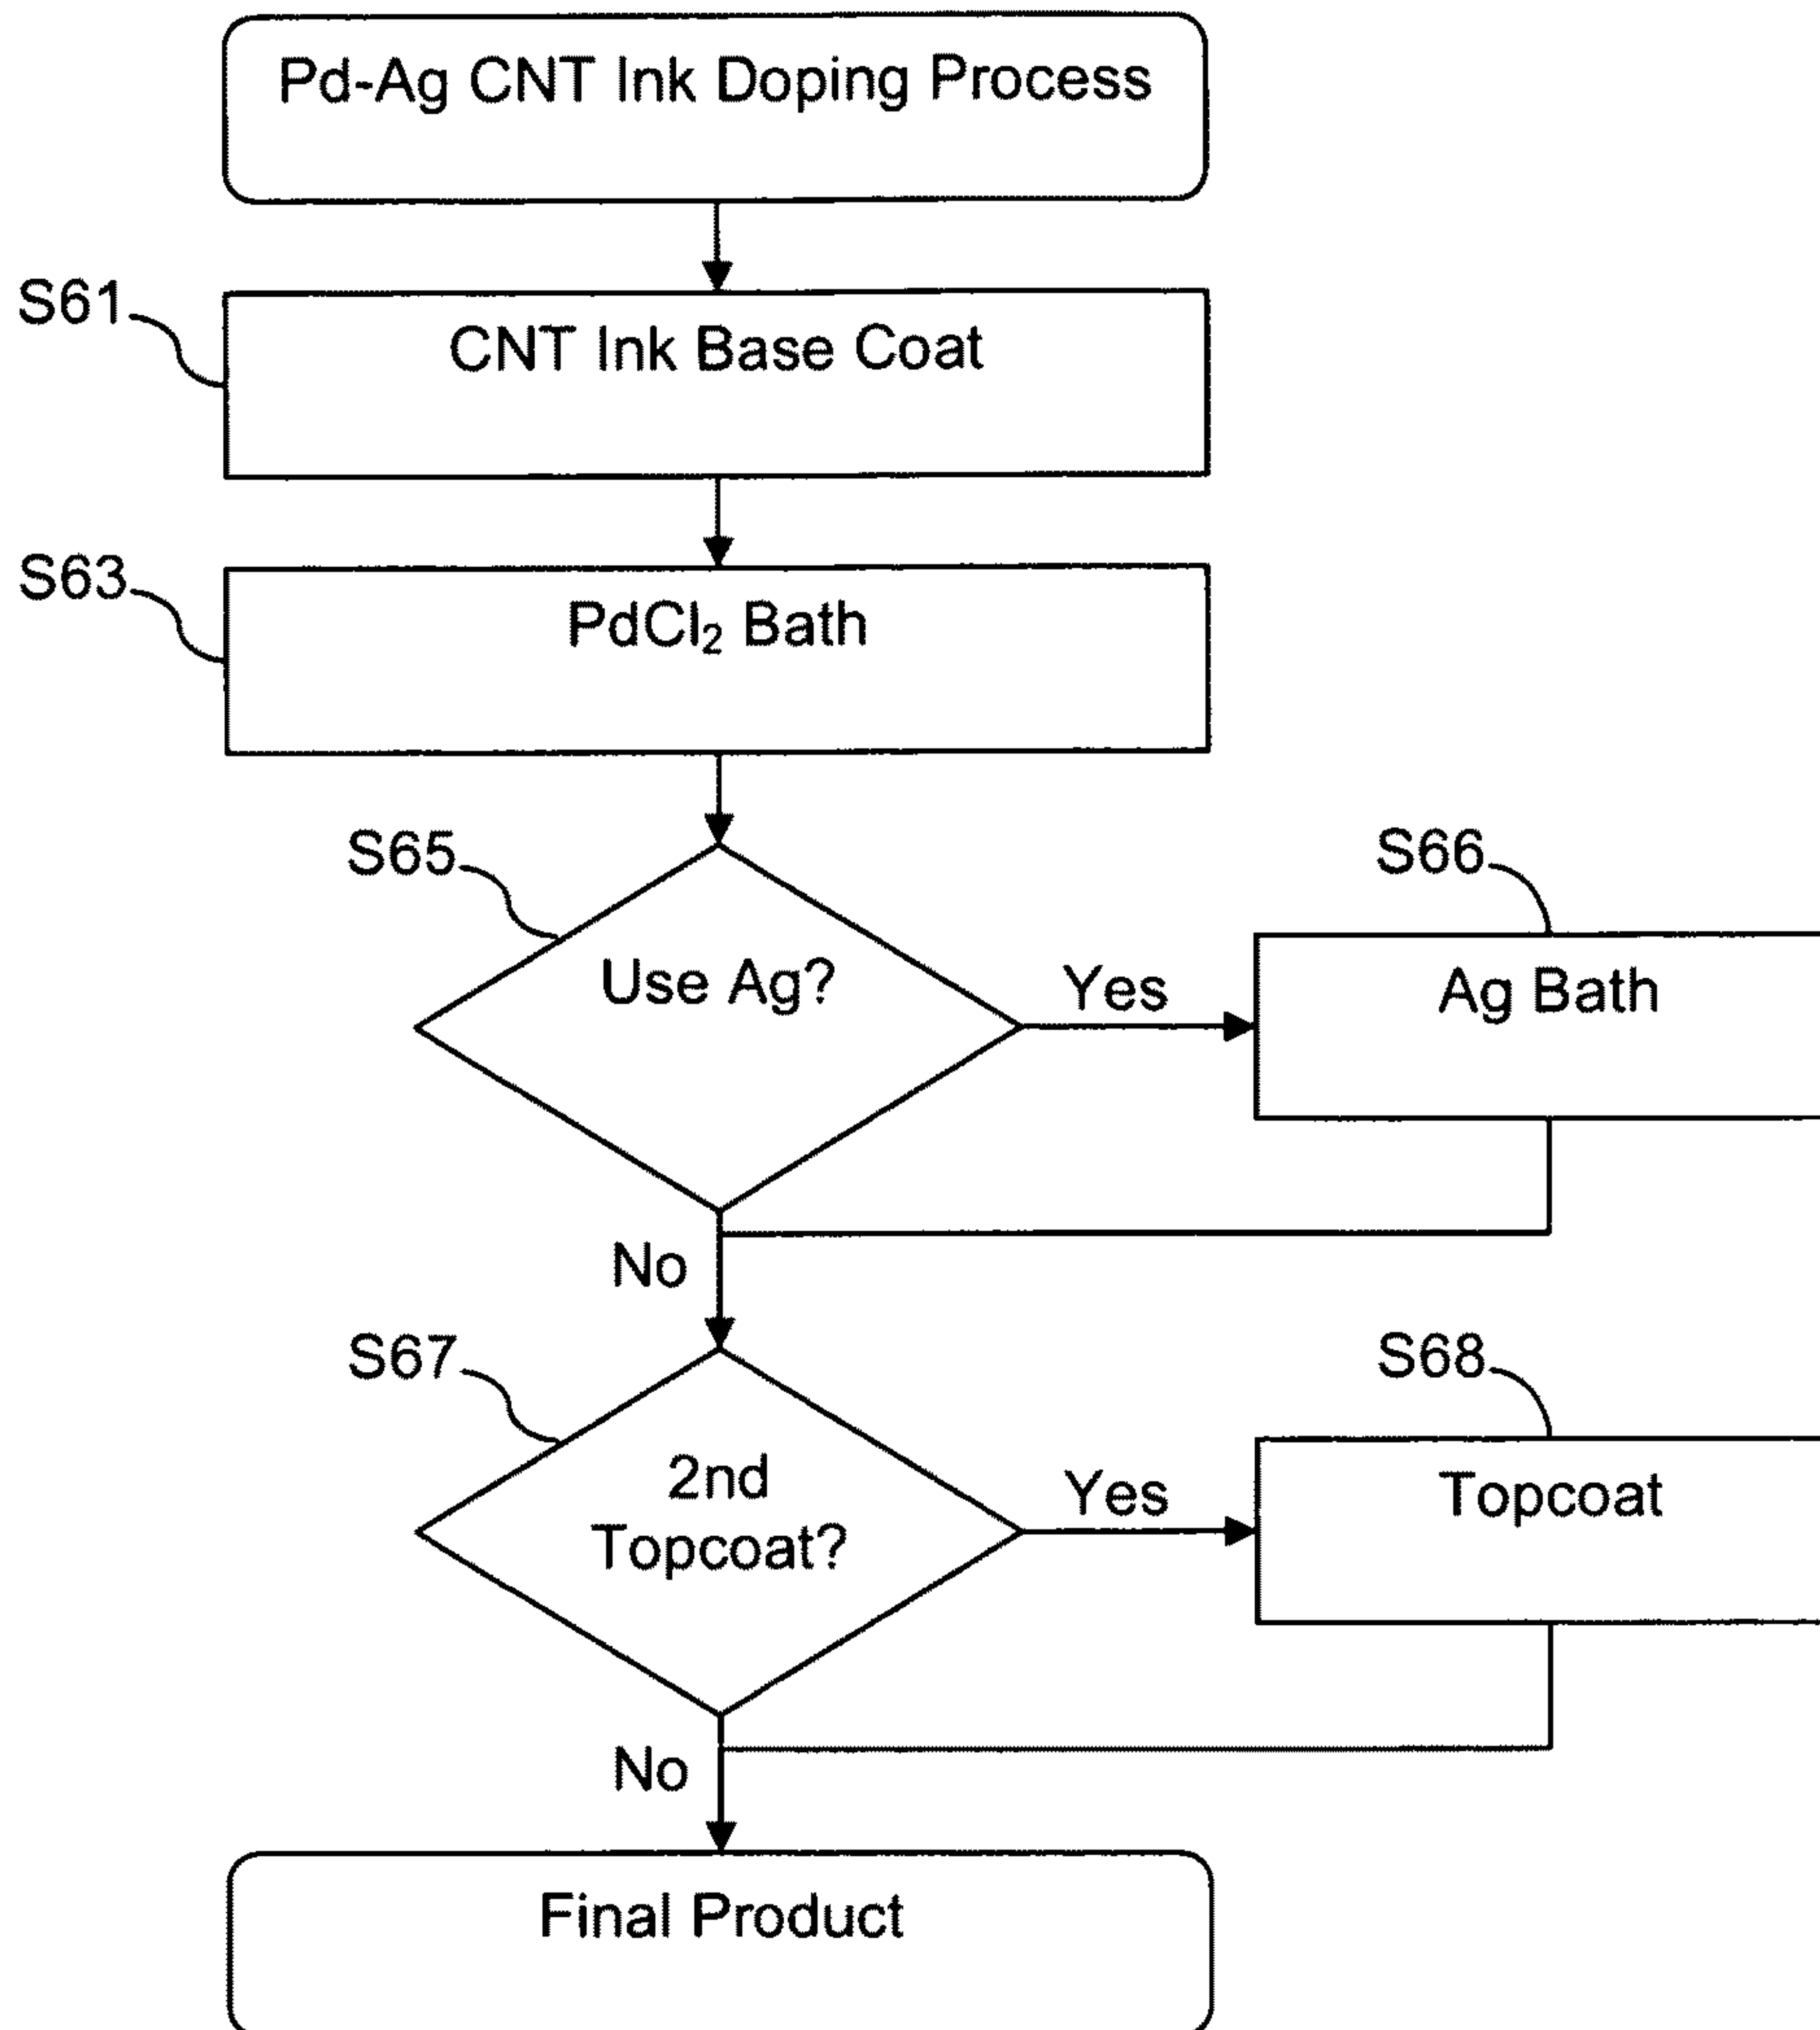 Pd-Ag CNT Ink Doping Process
S61
CNT Ink Base Coat
S63
PdCl₂ Bath
S65
S66
Use Ag?
Yes
Ag Bath
No
S67
S68
2nd
Topcoat?
Yes
Topcoat
No
Final Product